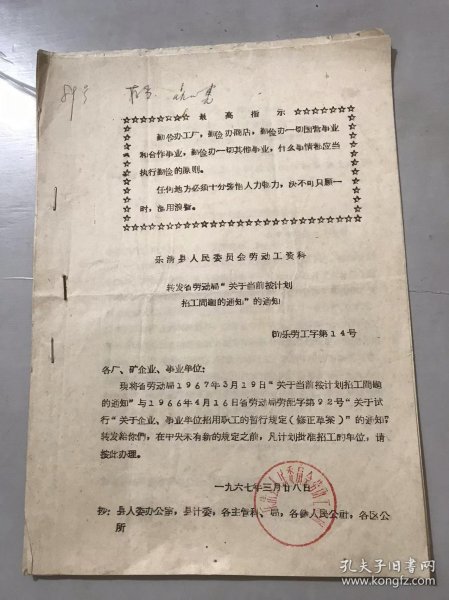 最高指示
勤俭办工厂，勤俭办商店，勤俭办一切国营事业
和合作事业，勤俭办一切其他事业，什么事情都应当
执行勤俭的原则。
任何地方必须十分爱惜人力物力，决不可只顾一
时，滥用浪费。
乐清县人民委员会劳动工资科
转发省劳动局“关于当前按计划
招工问题的通知”的通知
(67)乐劳工字第14号
各厂、矿企业、事业单位：
现将省劳动局1967年3月19日“关于当前按计划招工问题
的通知”与1966年4月16日省劳动局劳配字第92号“关于试
行“关于企业、事业单位招用职工的暂行规定（修正草案）”的通知”
转发给你们，在中央未有新的规定之前，凡计划批准招工的单位，请
按此办理。
一九六七年三月廿八日
抄：县人委办公室，县计委，各主管科、局，各镇人民公社，各区公
所
孔夫子旧书网
www.kongfz.com